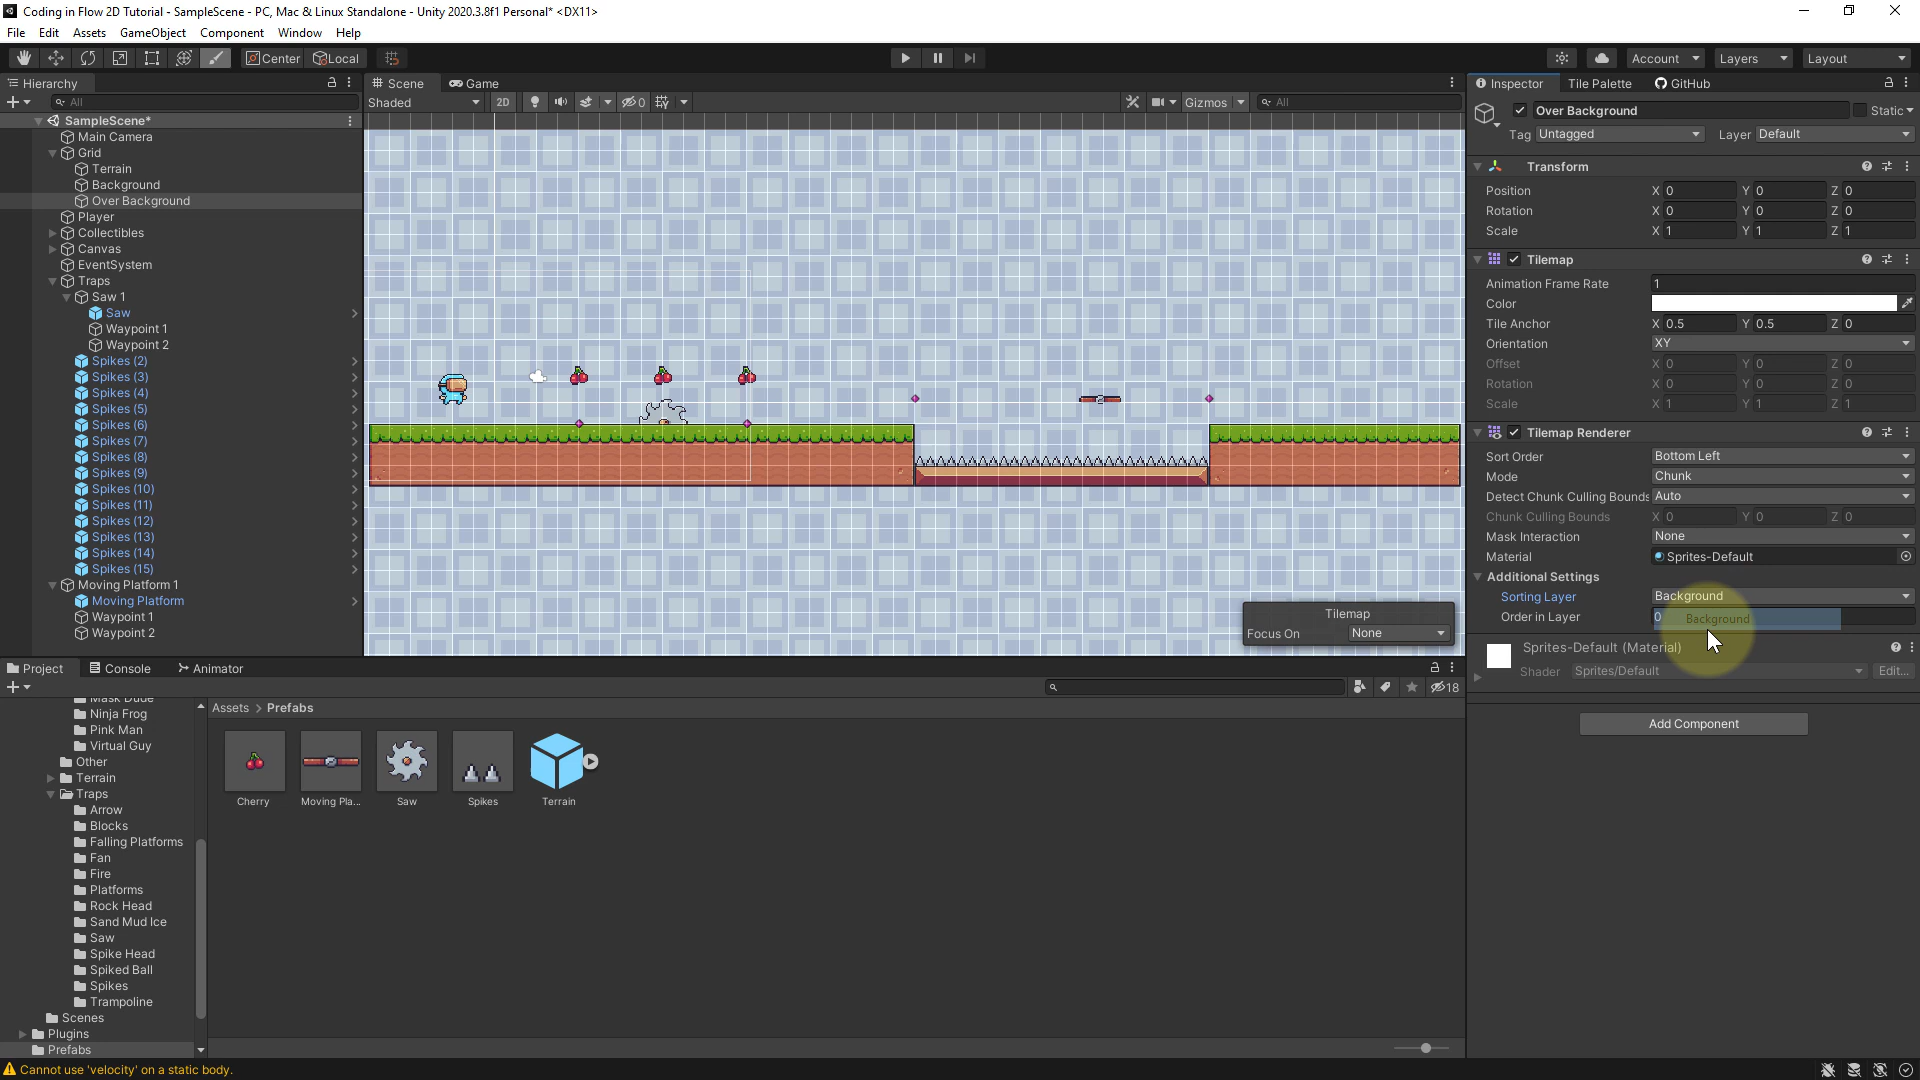 Coding in Flow 2D Tutorial - SampleScene - PC, Mac & Linux Standalone - Unity 2020.3.8f1 Personal* <DX11>
File Edit Assets GameObject Component Window Help
Center Local Account Layers Layout
Hierarchy
All
SampleScene*
Main Camera
Grid
Terrain
Background
Over Background
Player
Collectibles
Canvas
EventSystem
Traps
Saw 1
Saw
Waypoint 1
Waypoint 2
Spikes (2)
Spikes (3)
Spikes (4)
Spikes (5)
Spikes (6)
Spikes (7)
Spikes (8)
Spikes (9)
Spikes (10)
Spikes (11)
Spikes (12)
Spikes (13)
Spikes (14)
Spikes (15)
Moving Platform 1
Moving Platform
Waypoint 1
Waypoint 2
Scene Game
Shaded 2D 0 Gizmos All
Tilemap
Focus On None
Inspector Tile Palette GitHub
Over Background Static
Tag Untagged Layer Default
Transform
Position X 0 Y 0 Z 0
Rotation X 0 Y 0 Z 0
Scale X 1 Y 1 Z 1
Tilemap
Animation Frame Rate 1
Color
Tile Anchor X 0.5 Y 0.5 Z 0
Orientation XY
Offset X 0 Y 0 Z 0
Rotation X 0 Y 0 Z 0
Scale X 1 Y 1 Z 1
Tilemap Renderer
Sort Order Bottom Left
Mode Chunk
Detect Chunk Culling Bounds Auto
Chunk Culling Bounds X 0 Y 0 Z 0
Mask Interaction None
Material Sprites-Default
Additional Settings
Sorting Layer Background
Order in Layer 0 Background
Sprites-Default (Material)
Shader Sprites/Default Edit...
Add Component
Project Console Animator
18
Mask Dude
Ninja Frog
Pink Man
Virtual Guy
Other
Terrain
Traps
Arrow
Blocks
Falling Platforms
Fan
Fire
Platforms
Rock Head
Sand Mud Ice
Saw
Spike Head
Spiked Ball
Spikes
Trampoline
Scenes
Plugins
Prefabs
Assets > Prefabs
Cherry Moving Pla... Saw Spikes Terrain
Cannot use 'velocity' on a static body.